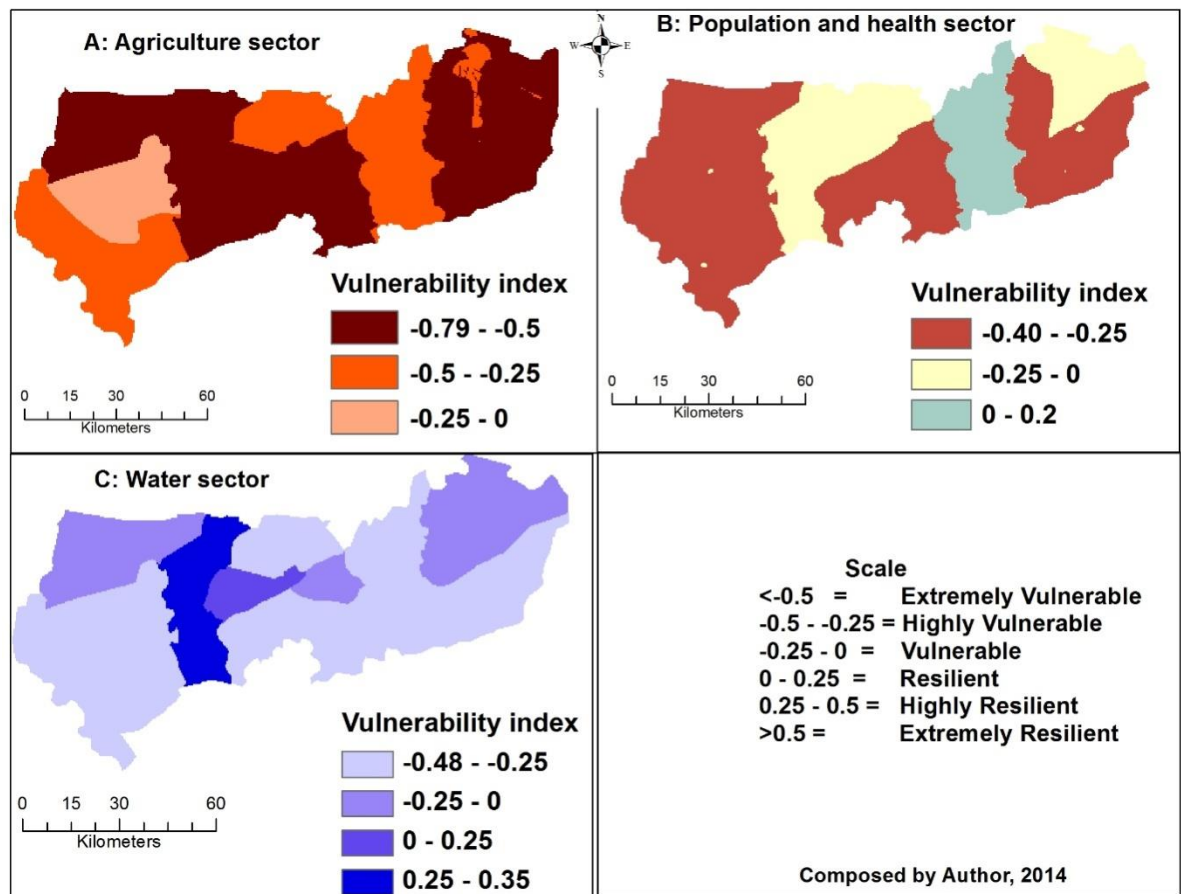 A: Agriculture sector
Vulnerability index
-0.79 - -0.5
-0.5 - -0.25
-0.25 - 0
0 15 30 60
Kilometers
N
W E
S
B: Population and health sector
Vulnerability index
-0.40 - -0.25
-0.25 - 0
0 - 0.2
0 15 30 60
Kilometers
C: Water sector
Vulnerability index
-0.48 - -0.25
-0.25 - 0
0 - 0.25
0.25 - 0.35
0 15 30 60
Kilometers
Scale
<-0.5 = Extremely Vulnerable
-0.5 - -0.25 = Highly Vulnerable
-0.25 - 0 = Vulnerable
0 - 0.25 = Resilient
0.25 - 0.5 = Highly Resilient
>0.5 = Extremely Resilient
Composed by Author, 2014